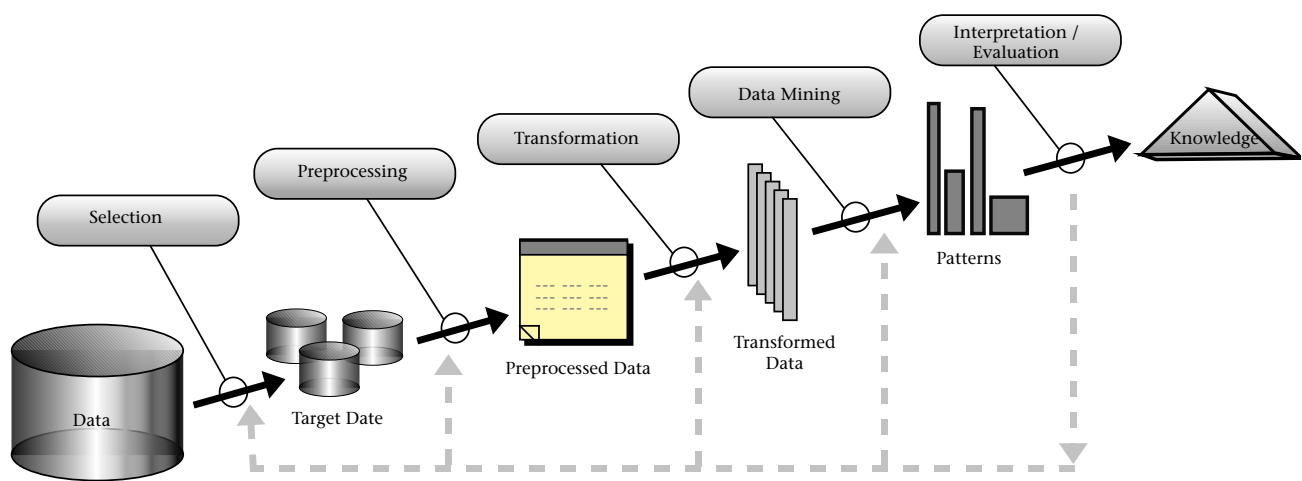 Interpretation /
Evaluation
Data Mining
Transformation
Preprocessing
Selection
Knowledge
Patterns
Transformed
Data
Preprocessed Data
Target Date
Data